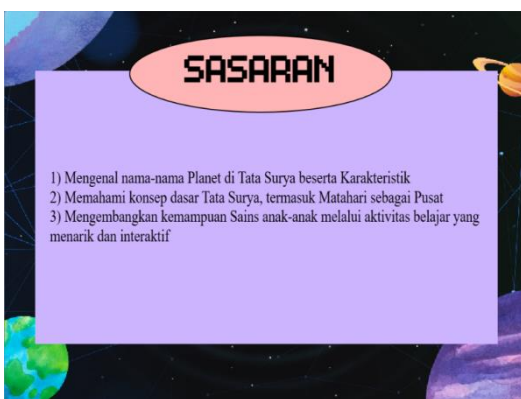 SASARAN
1) Mengenal nama-nama Planet di Tata Surya beserta Karakteristik
2) Memahami konsep dasar Tata Surya, termasuk Matahari sebagai Pusat
3) Mengembangkan kemampuan Sains anak-anak melalui aktivitas belajar yang
menarik dan interaktif